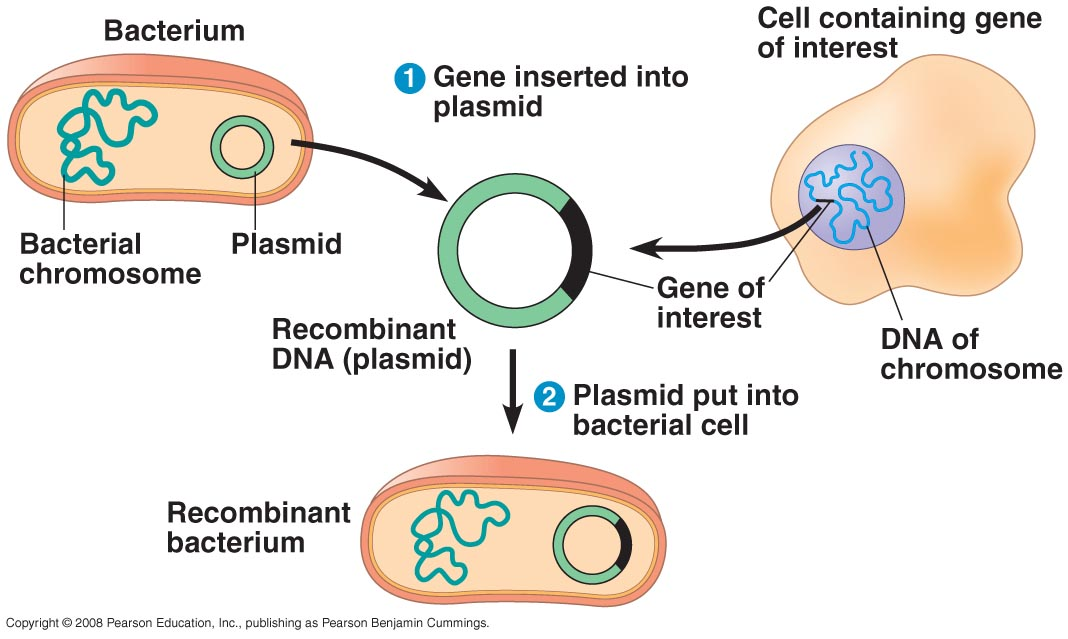 Bacterium
Cell containing gene
of interest
1 Gene inserted into
plasmid
Bacterial
chromosome
Plasmid
Gene of
interest
DNA of
chromosome
Recombinant
DNA (plasmid)
2 Plasmid put into
bacterial cell
Recombinant
bacterium
Copyright © 2008 Pearson Education, Inc., publishing as Pearson Benjamin Cummings.